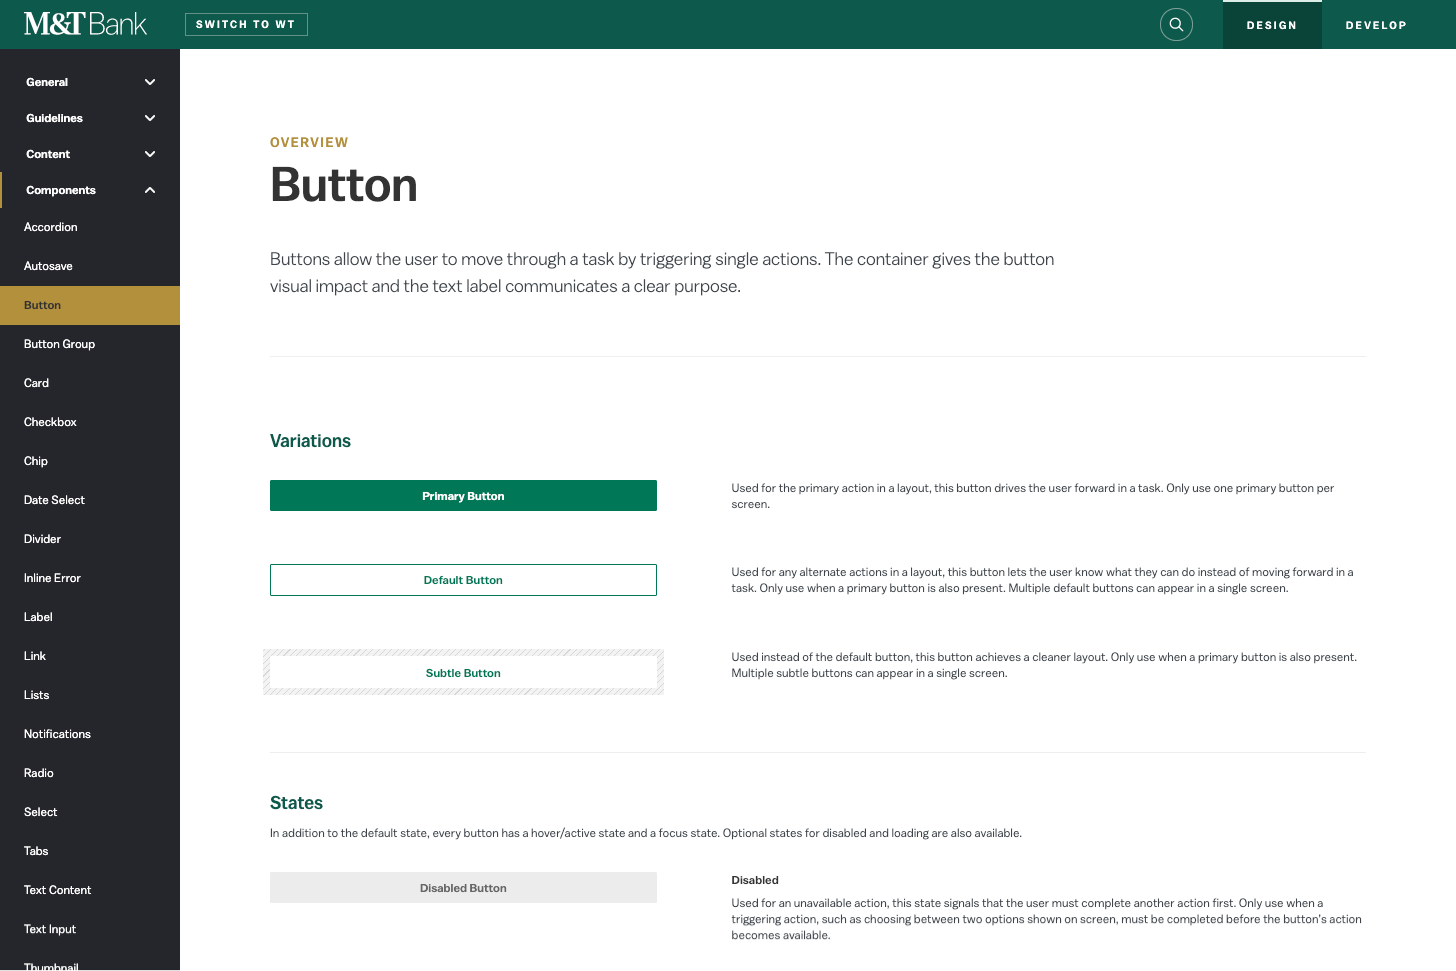 M&T Bank
SWITCH TO WT
DESIGN
DEVELOP
General
Guidelines
Content
Components
Accordion
Autosave
Button
Button Group
Card
Checkbox
Chip
Date Select
Divider
Inline Error
Label
Link
Lists
Notifications
Radio
Select
Tabs
Text Content
Text Input
Thumbnail
OVERVIEW
Button
Buttons allow the user to move through a task by triggering single actions. The container gives the button
visual impact and the text label communicates a clear purpose.
Variations
Primary Button
Used for the primary action in a layout, this button drives the user forward in a task. Only use one primary button per
screen.
Default Button
Used for any alternate actions in a layout, this button lets the user know what they can do instead of moving forward in a
task. Only use when a primary button is also present. Multiple default buttons can appear in a single screen.
Subtle Button
Used instead of the default button, this button achieves a cleaner layout. Only use when a primary button is also present.
Multiple subtle buttons can appear in a single screen.
States
In addition to the default state, every button has a hover/active state and a focus state. Optional states for disabled and loading are also available.
Disabled Button
Disabled
Used for an unavailable action, this state signals that the user must complete another action first. Only use when a
triggering action, such as choosing between two options shown on screen, must be completed before the button's action
becomes available.